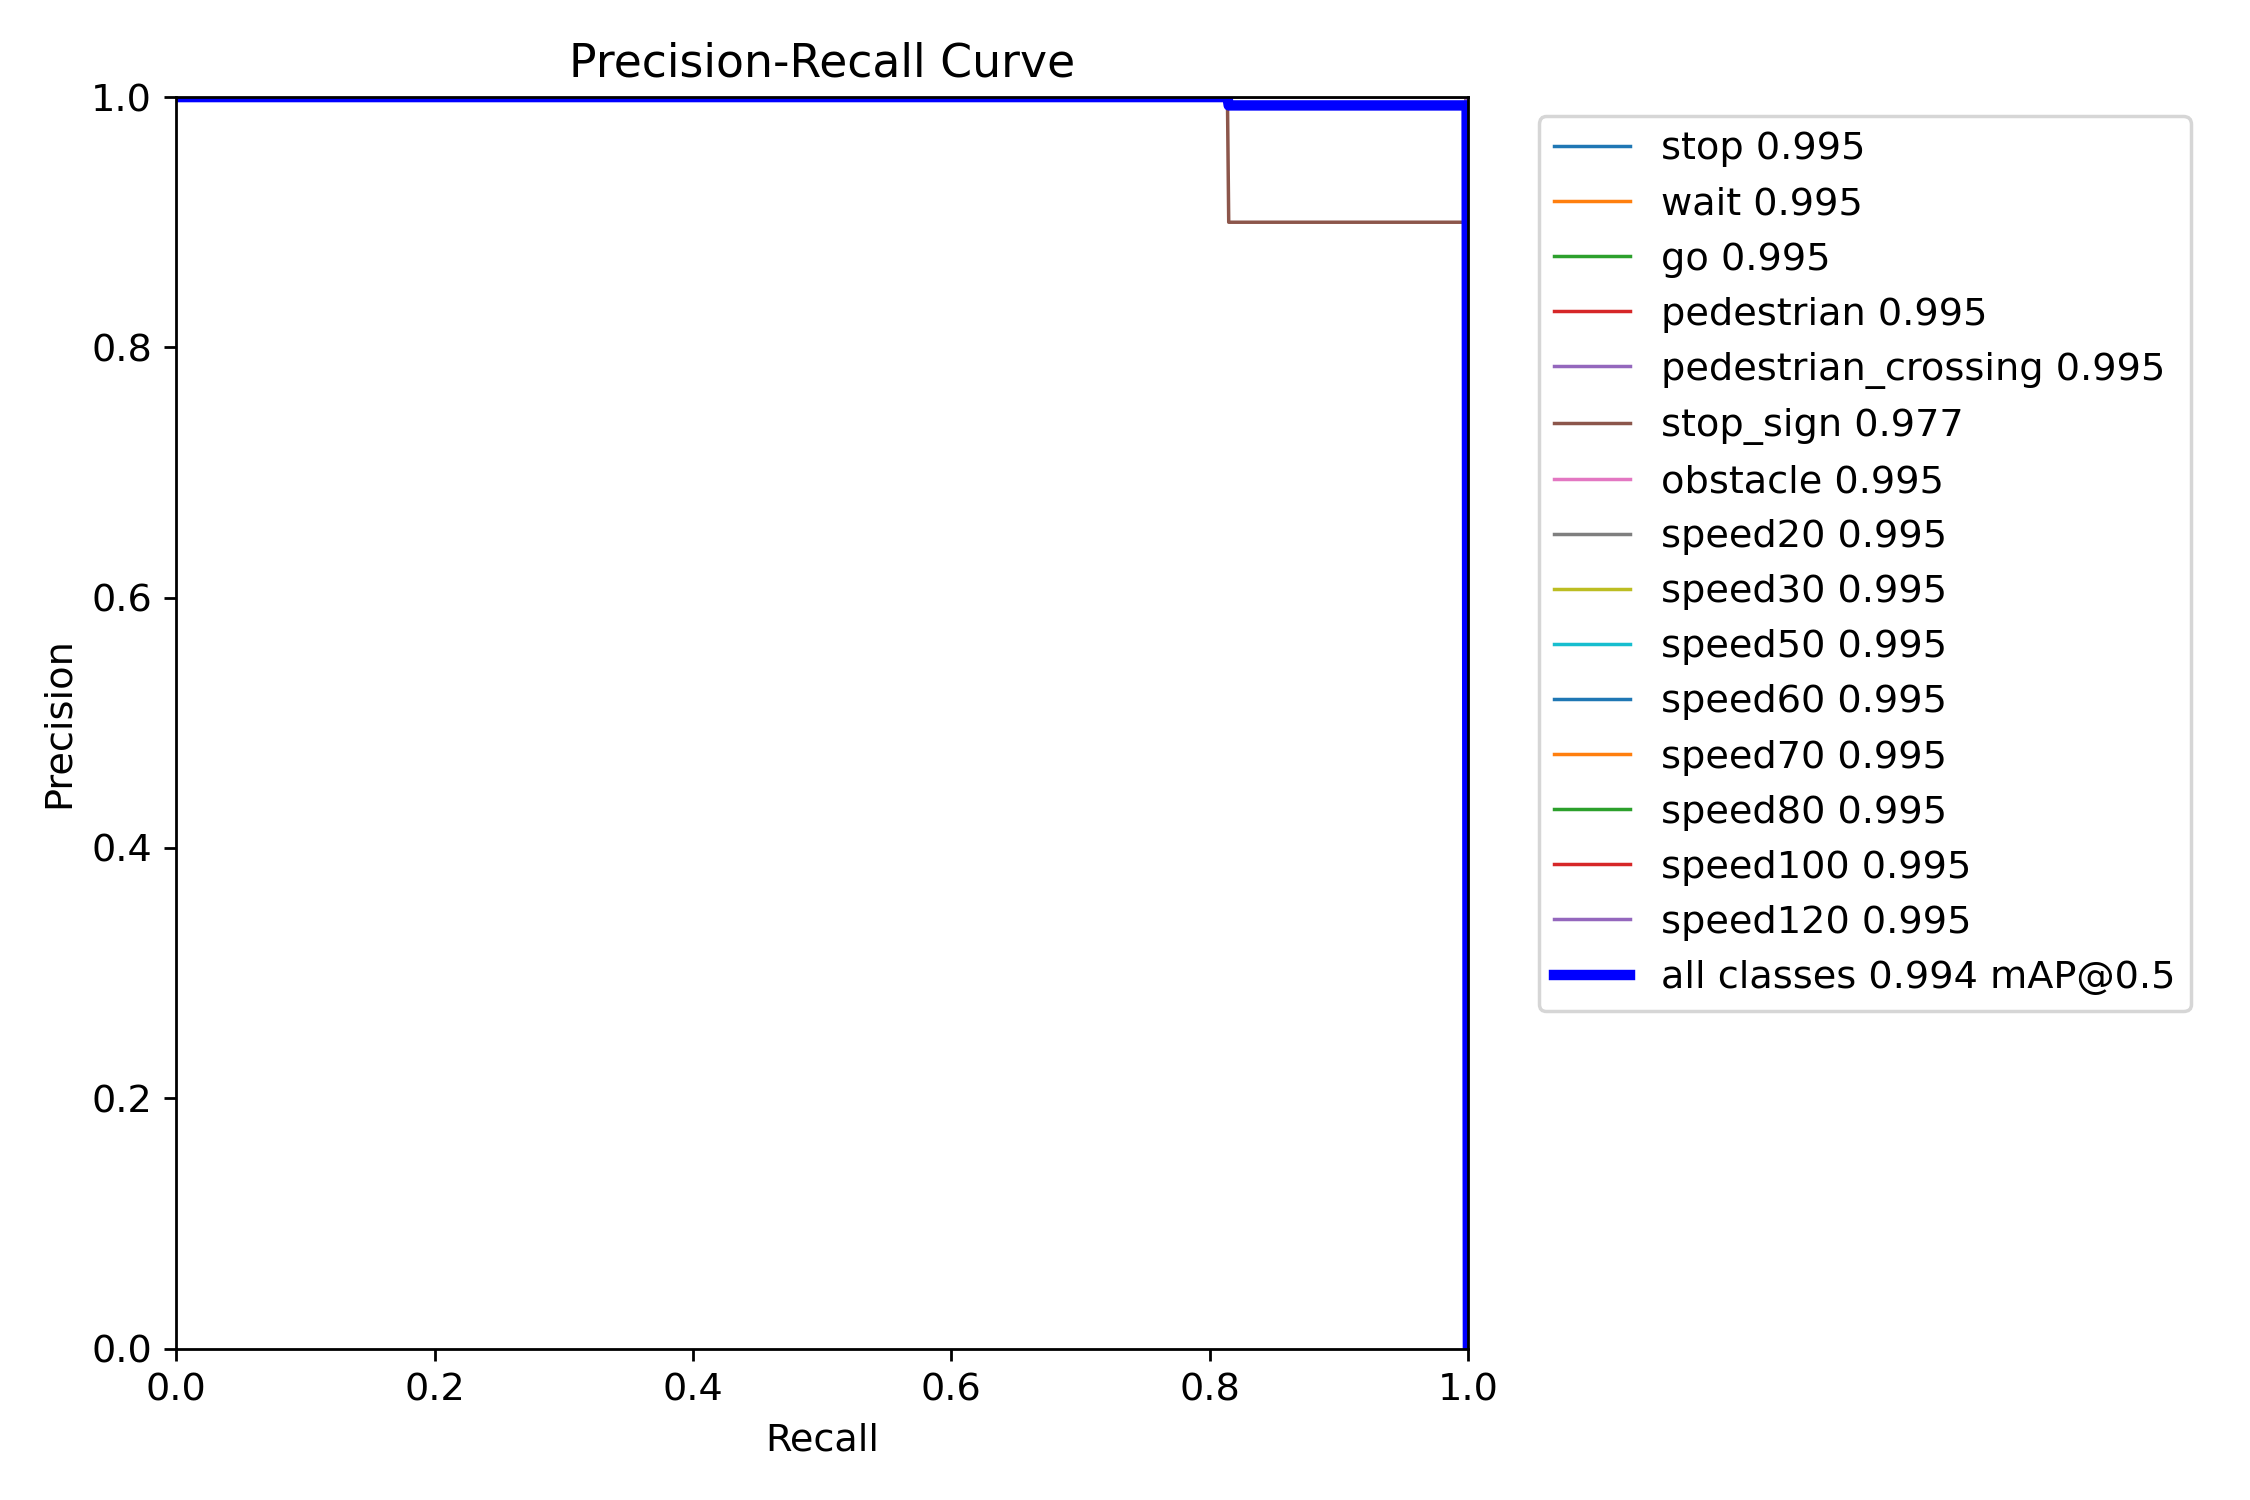 Precision-Recall Curve
1.0
0.8
0.6
0.4
0.2
0.0
Precision
0.0 0.2 0.4 0.6 0.8 1.0
Recall
stop 0.995
wait 0.995
go 0.995
pedestrian 0.995
pedestrian_crossing 0.995
stop_sign 0.977
obstacle 0.995
speed20 0.995
speed30 0.995
speed50 0.995
speed60 0.995
speed70 0.995
speed80 0.995
speed100 0.995
speed120 0.995
all classes 0.994 mAP@0.5